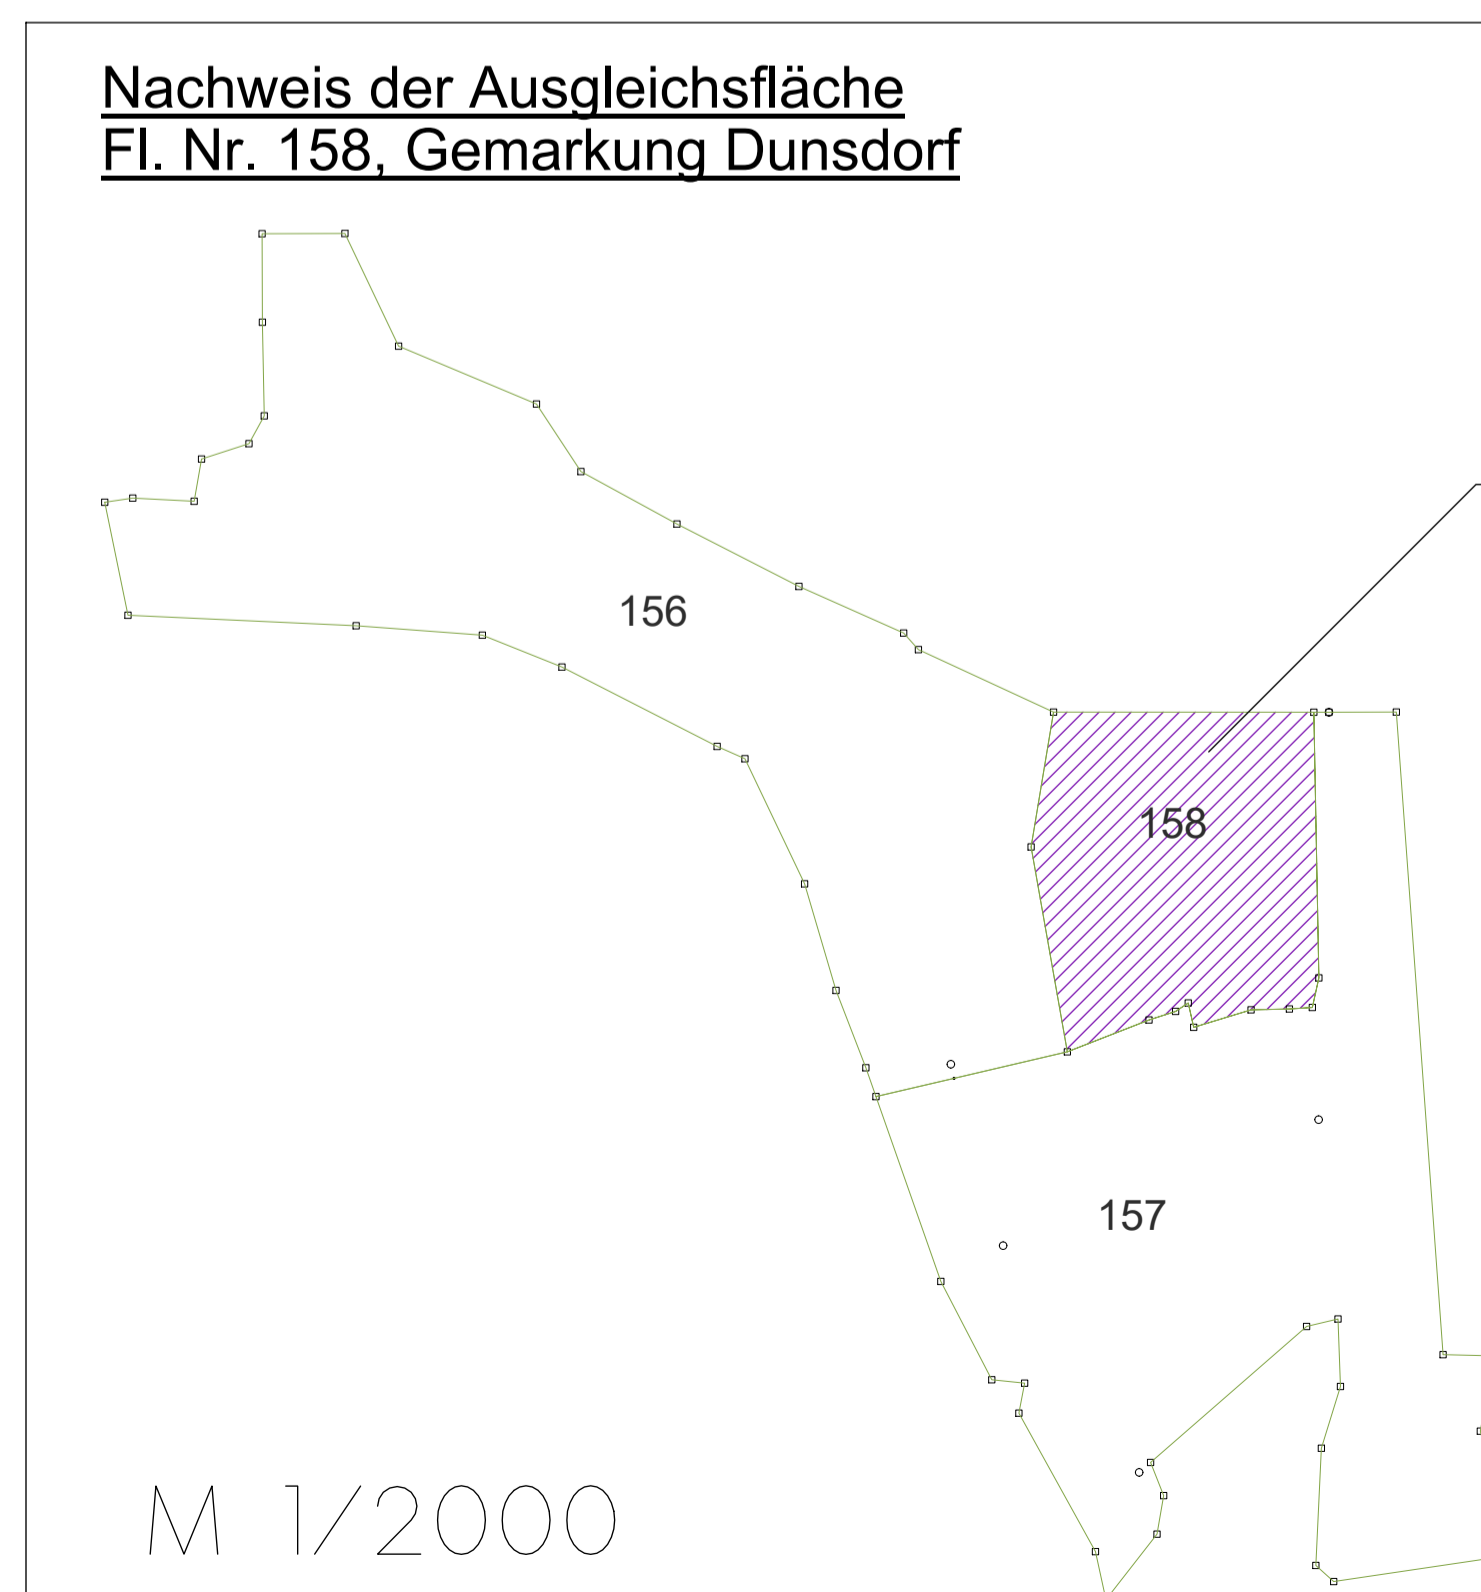 Nachweis der Ausgleichsfläche
Fl. Nr. 158, Gemarkung Dunsdorf
156
158
157
M 1/2000